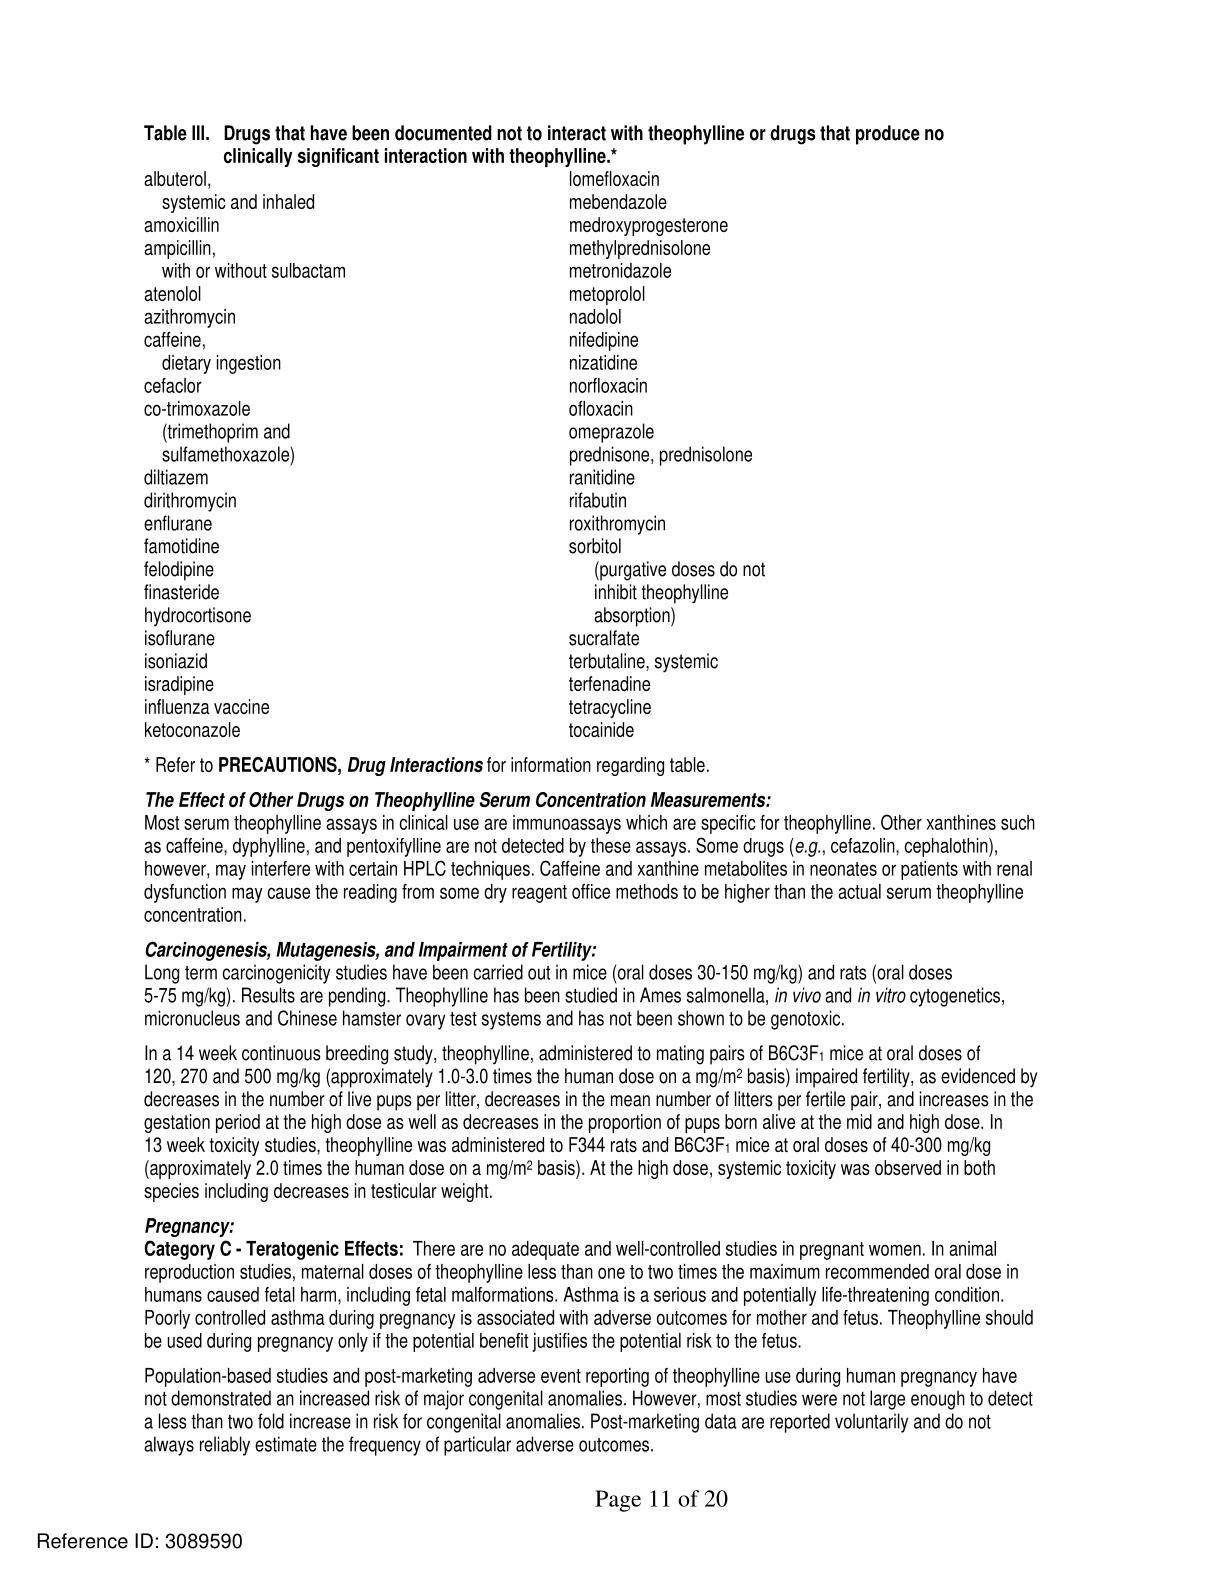 Table III. Drugs that have been documented not to interact with theophylline or drugs that produce no
clinically significant interaction with theophylline.*
albuterol,
systemic and inhaled
amoxicillin
ampicillin,
with or without sulbactam
atenolol
azithromycin
caffeine,
dietary ingestion
cefaclor
co-trimoxazole
(trimethoprim and
sulfamethoxazole)
diltiazem
dirithromycin
enflurane
famotidine
felodipine
finasteride
hydrocortisone
isoflurane
isoniazid
isradipine
influenza vaccine
ketoconazole
lomefloxacin
mebendazole
medroxyprogesterone
methylprednisolone
metronidazole
metoprolol
nadolol
nifedipine
nizatidine
norfloxacin
ofloxacin
omeprazole
prednisone, prednisolone
ranitidine
rifabutin
roxithromycin
sorbitol
(purgative doses do not
inhibit theophylline
absorption)
sucralfate
terbutaline, systemic
terfenadine
tetracycline
tocainide
* Refer to PRECAUTIONS, Drug Interactions for information regarding table.
The Effect of Other Drugs on Theophylline Serum Concentration Measurements:
Most serum theophylline assays in clinical use are immunoassays which are specific for theophylline. Other xanthines such
as caffeine, dyphylline, and pentoxifylline are not detected by these assays. Some drugs (e.g., cefazolin, cephalothin),
however, may interfere with certain HPLC techniques. Caffeine and xanthine metabolites in neonates or patients with renal
dysfunction may cause the reading from some dry reagent office methods to be higher than the actual serum theophylline
concentration.
Carcinogenesis, Mutagenesis, and Impairment of Fertility:
Long term carcinogenicity studies have been carried out in mice (oral doses 30-150 mg/kg) and rats (oral doses
5-75 mg/kg). Results are pending. Theophylline has been studied in Ames salmonella, in vivo and in vitro cytogenetics,
micronucleus and Chinese hamster ovary test systems and has not been shown to be genotoxic.
In a 14 week continuous breeding study, theophylline, administered to mating pairs of B6C3F₁ mice at oral doses of
120, 270 and 500 mg/kg (approximately 1.0-3.0 times the human dose on a mg/m² basis) impaired fertility, as evidenced by
decreases in the number of live pups per litter, decreases in the mean number of litters per fertile pair, and increases in the
gestation period at the high dose as well as decreases in the proportion of pups born alive at the mid and high dose. In
13 week toxicity studies, theophylline was administered to F344 rats and B6C3F₁ mice at oral doses of 40-300 mg/kg
(approximately 2.0 times the human dose on a mg/m² basis). At the high dose, systemic toxicity was observed in both
species including decreases in testicular weight.
Pregnancy:
Category C - Teratogenic Effects: There are no adequate and well-controlled studies in pregnant women. In animal
reproduction studies, maternal doses of theophylline less than one to two times the maximum recommended oral dose in
humans caused fetal harm, including fetal malformations. Asthma is a serious and potentially life-threatening condition.
Poorly controlled asthma during pregnancy is associated with adverse outcomes for mother and fetus. Theophylline should
be used during pregnancy only if the potential benefit justifies the potential risk to the fetus.
Population-based studies and post-marketing adverse event reporting of theophylline use during human pregnancy have
not demonstrated an increased risk of major congenital anomalies. However, most studies were not large enough to detect
a less than two fold increase in risk for congenital anomalies. Post-marketing data are reported voluntarily and do not
always reliably estimate the frequency of particular adverse outcomes.
Page 11 of 20
Reference ID: 3089590